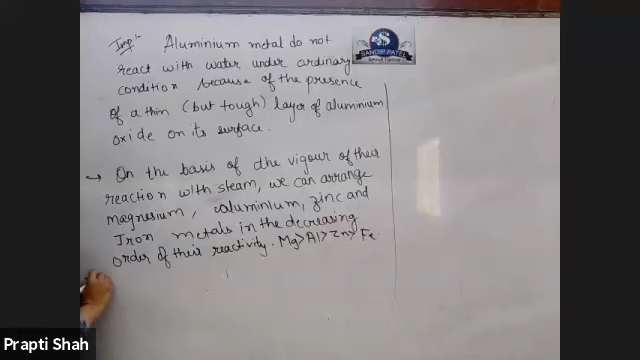 Impt Aluminium metal do not
react with water under ordinary
condition because of the presence
of a thin (but tough) layer of aluminium
oxide on its surface.
→ On the basis of the vigour of their
reaction with steam, we can arrange
magnesium, aluminium, zinc and
Iron metals in the decreasing
order of their reactivity. Mg>Al>Zn>Fe.
SANDIP PATEL
Prapti Shah